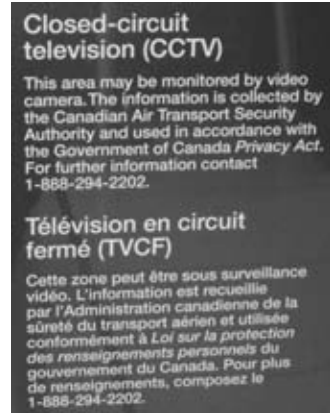 Closed-circuit
television (CCTV)
This area may be monitored by video
camera. The information is collected by
the Canadian Air Transport Security
Authority and used in accordance with
the Government of Canada Privacy Act.
For further information contact
1-888-294-2202.
Télévision en circuit
fermé (TVCF)
Cette zone peut être sous surveillance
vidéo. L'information est recueillie
par l'Administration canadienne de la
sûreté du transport aérien et utilisée
conformément à Loi sur la protection
des renseignements personnels du
gouvernement du Canada. Pour plus
de renseignements, composez le
1-888-294-2202.